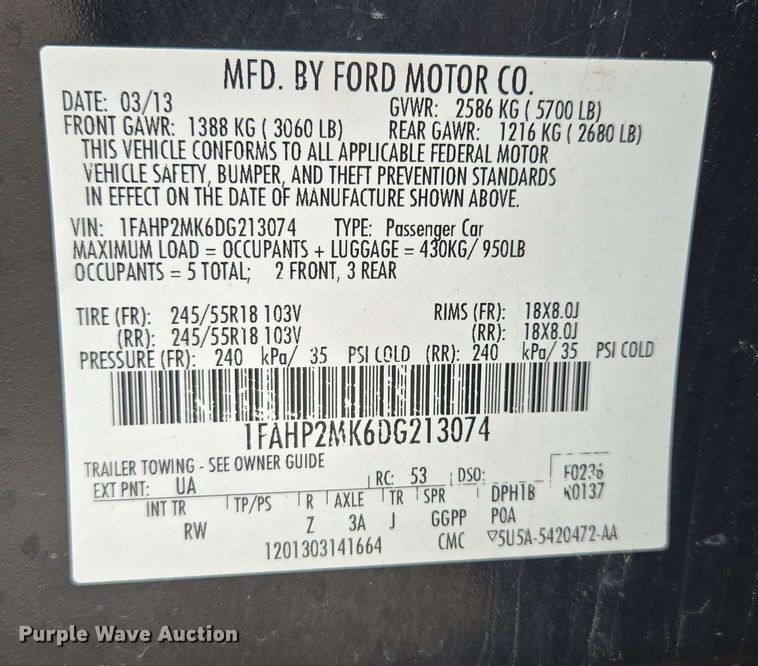 MFD. BY FORD MOTOR CO.
DATE: 03/13 GVWR: 2586 KG ( 5700 LB)
FRONT GAWR: 1388 KG ( 3060 LB) REAR GAWR: 1216 KG ( 2680 LB)
THIS VEHICLE CONFORMS TO ALL APPLICABLE FEDERAL MOTOR
VEHICLE SAFETY, BUMPER, AND THEFT PREVENTION STANDARDS
IN EFFECT ON THE DATE OF MANUFACTURE SHOWN ABOVE.
VIN: 1FAHP2MK6DG213074 TYPE: Passenger Car
MAXIMUM LOAD = OCCUPANTS + LUGGAGE = 430KG/ 950LB
OCCUPANTS = 5 TOTAL; 2 FRONT, 3 REAR
TIRE (FR): 245/55R18 103V RIMS (FR): 18X8.0J
(RR): 245/55R18 103V (RR): 18X8.0J
PRESSURE (FR): 240 kPa/ 35 PSI COLD (RR): 240 kPa/ 35 PSI COLD
1FAHP2MK6DG213074
TRAILER TOWING - SEE OWNER GUIDE
EXT PNT: UA RC: 53 DSO: F0236
INT TR TP/PS R AXLE TR SPR DPH1B K0137
RW Z 3A J GGPP POA
1201303141664 CMC ▽5U5A-5420472-AA
Purple Wave Auction